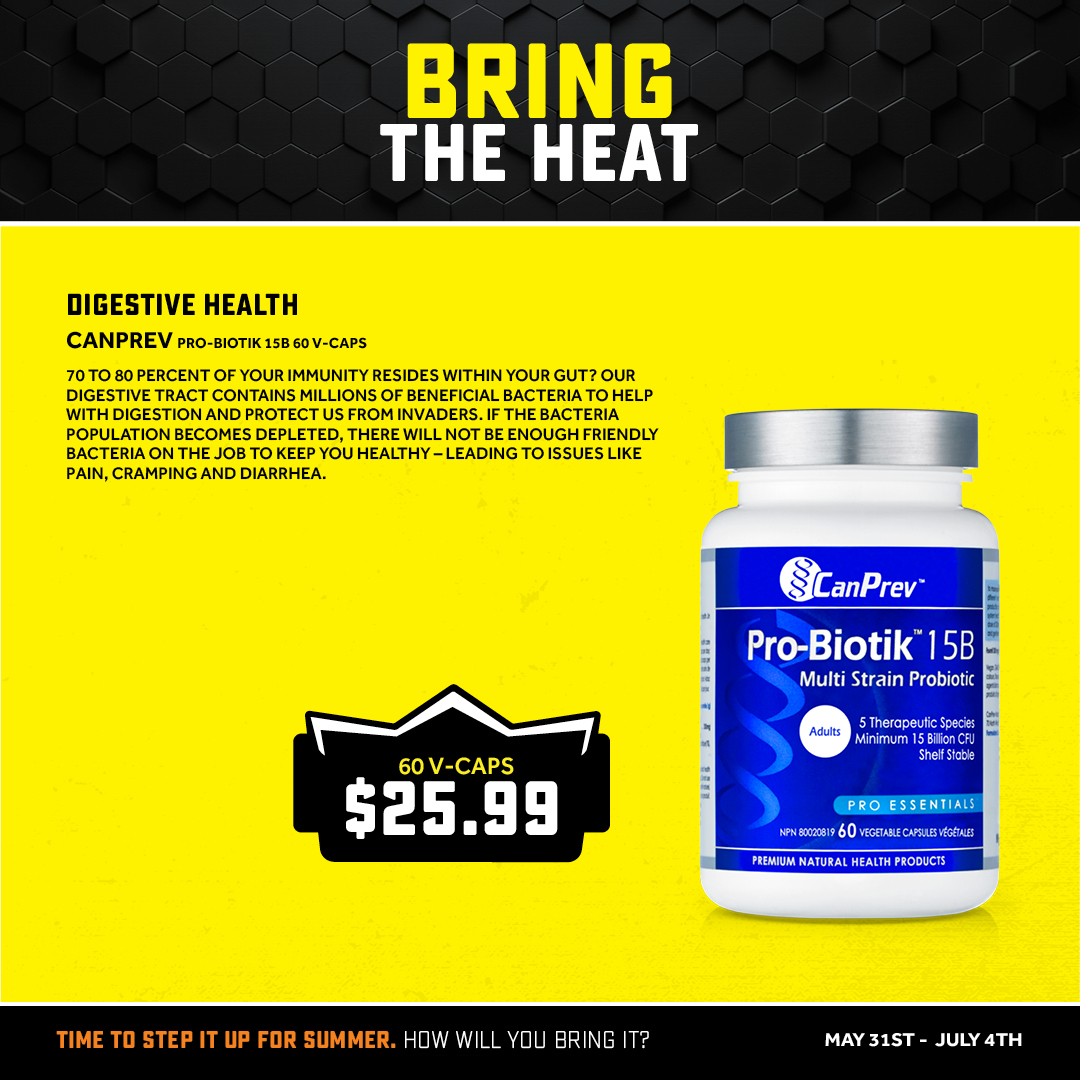 BRING
THE HEAT
DIGESTIVE HEALTH
CANPREV PRO-BIOTIK 15B 60 V-CAPS
70 TO 80 PERCENT OF YOUR IMMUNITY RESIDES WITHIN YOUR GUT? OUR
DIGESTIVE TRACT CONTAINS MILLIONS OF BENEFICIAL BACTERIA TO HELP
WITH DIGESTION AND PROTECT US FROM INVADERS. IF THE BACTERIA
POPULATION BECOMES DEPLETED, THERE WILL NOT BE ENOUGH FRIENDLY
BACTERIA ON THE JOB TO KEEP YOU HEALTHY – LEADING TO ISSUES LIKE
PAIN, CRAMPING AND DIARRHEA.
60 V-CAPS
$25.99
CanPrev™
Pro-Biotik™ 15B
Multi Strain Probiotic
Adults
5 Therapeutic Species
Minimum 15 Billion CFU
Shelf Stable
PRO ESSENTIALS
NPN 80020819 60 VEGETABLE CAPSULES VÉGÉTALES
PREMIUM NATURAL HEALTH PRODUCTS
TIME TO STEP IT UP FOR SUMMER. HOW WILL YOU BRING IT?
MAY 31ST - JULY 4TH